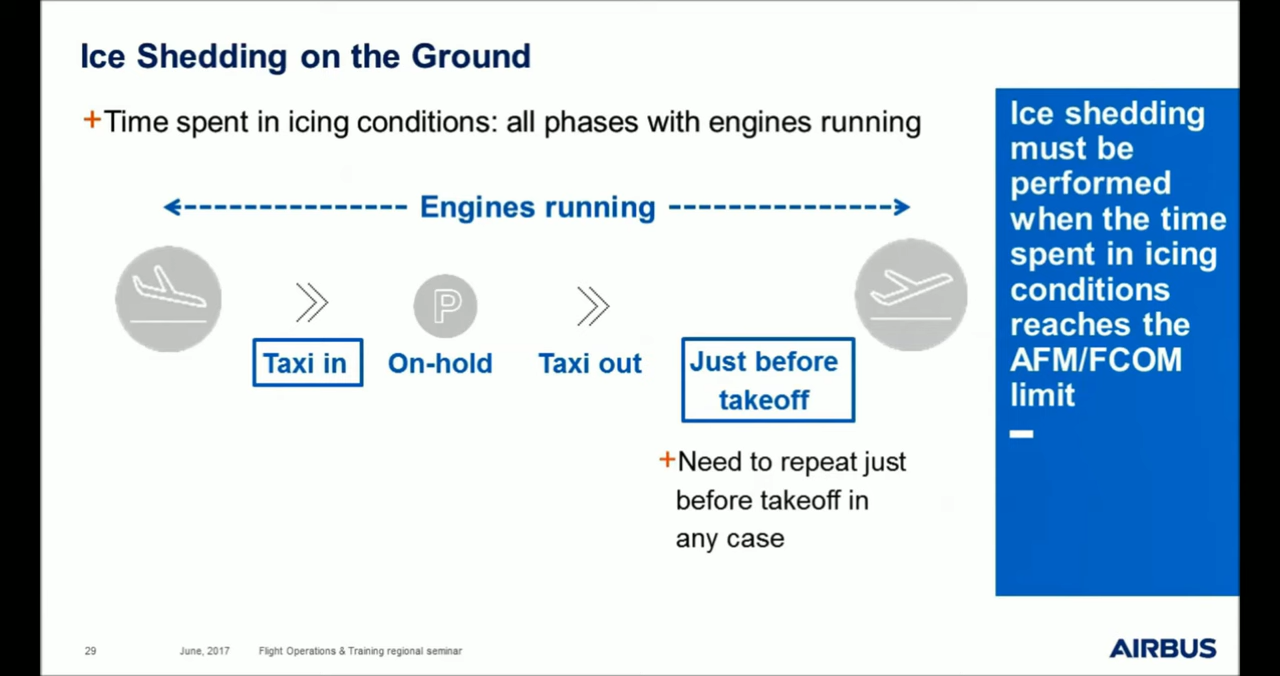 Ice Shedding on the Ground
+Time spent in icing conditions: all phases with engines running
Engines running
P
Taxi in
On-hold
Taxi out
Just before
takeoff
+Need to repeat just
before takeoff in
any case
Ice shedding
must be
performed
when the time
spent in icing
conditions
reaches the
AFM/FCOM
limit
29 June, 2017 Flight Operations & Training regional seminar
AIRBUS